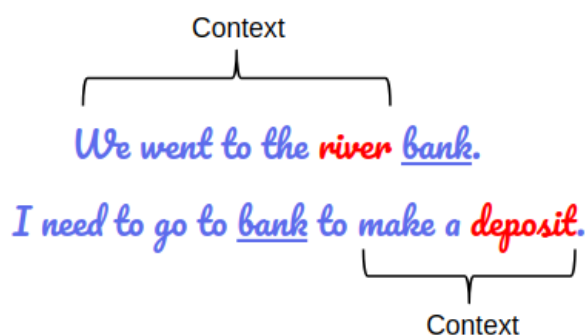 Context
We went to the river bank.
I need to go to bank to make a deposit.
Context